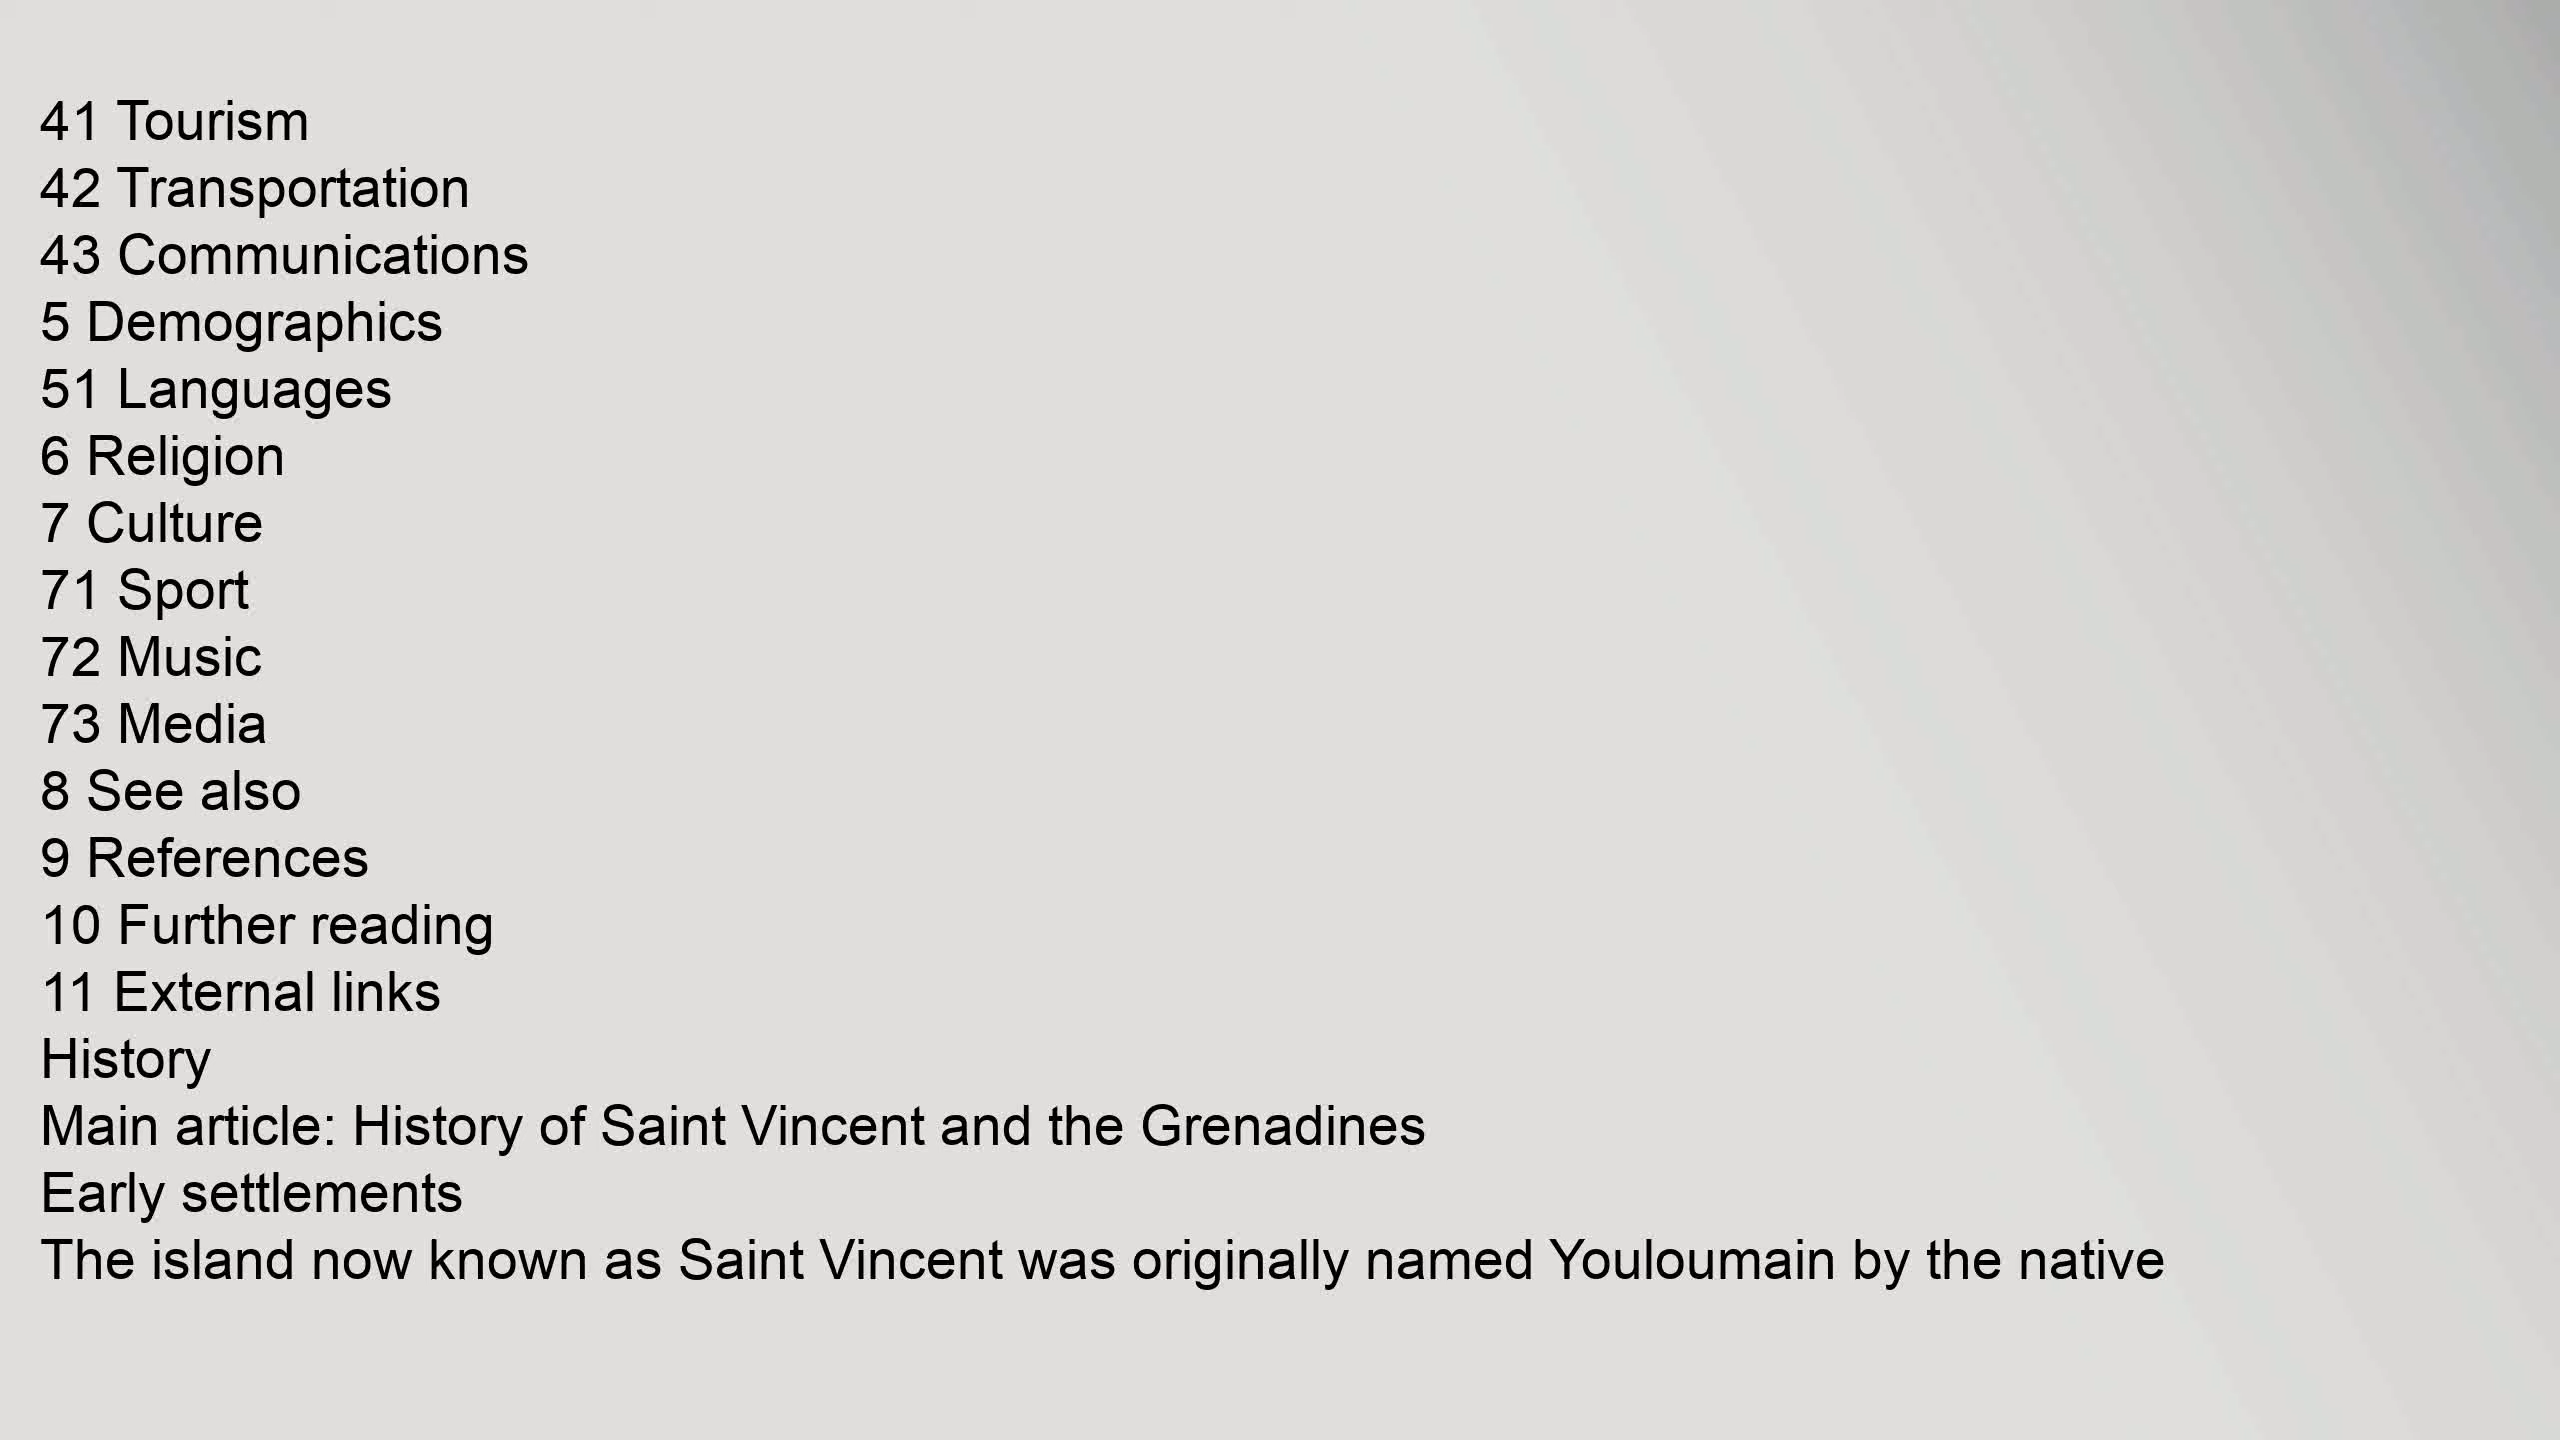 41 Tourism
42 Transportation
43 Communications
5 Demographics
51 Languages
6 Religion
7 Culture
71 Sport
72 Music
73 Media
8 See also
9 References
10 Further reading
11 External links
History
Main article: History of Saint Vincent and the Grenadines
Early settlements
The island now known as Saint Vincent was originally named Youloumain by the native